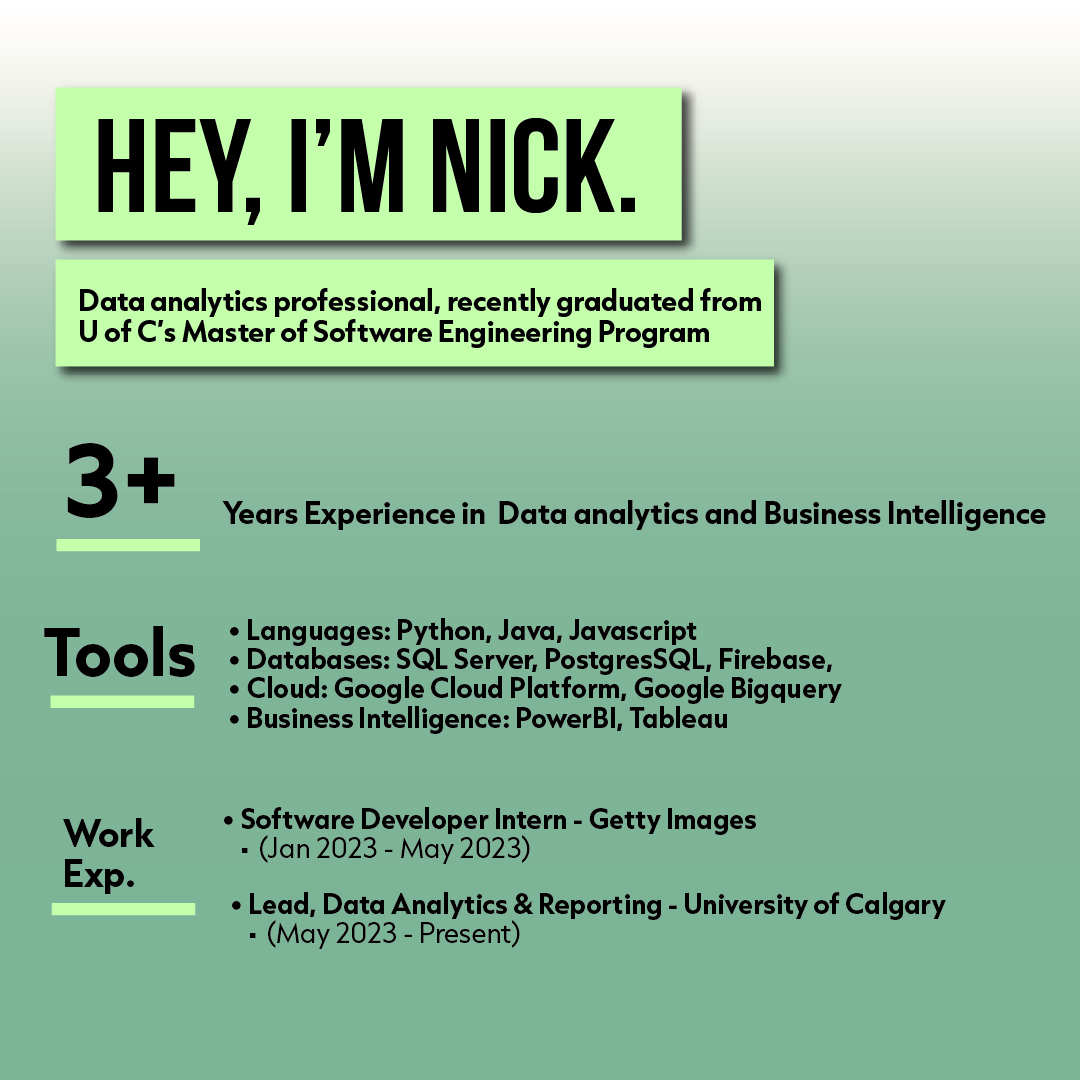 HEY, I'M NICK.
Data analytics professional, recently graduated from
U of C's Master of Software Engineering Program
3+
Years Experience in Data analytics and Business Intelligence
Tools
• Languages: Python, Java, Javascript
• Databases: SQL Server, PostgresSQL, Firebase,
• Cloud: Google Cloud Platform, Google Bigquery
• Business Intelligence: PowerBI, Tableau
Work
Exp.
• Software Developer Intern - Getty Images
▪ (Jan 2023 - May 2023)
• Lead, Data Analytics & Reporting - University of Calgary
▪ (May 2023 - Present)